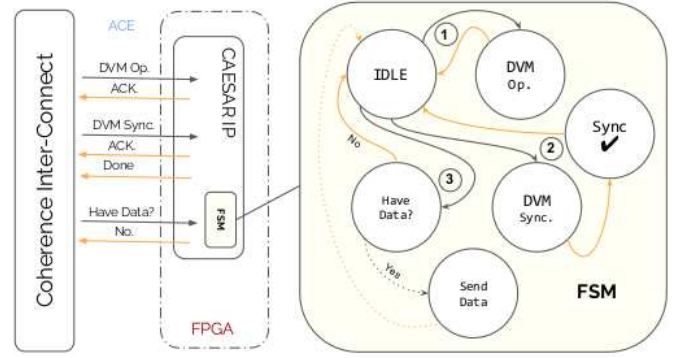 Coherence Inter-Connect
ACE
DVM Op.
ACK.
DVM Sync.
ACK.
Done
Have Data?
No.
CAESAR IP
FSM
FPGA
1
IDLE
DVM
Op.
Sync
✔
2
No
3
Have
Data?
DVM
Sync.
Yes
Send
Data
FSM